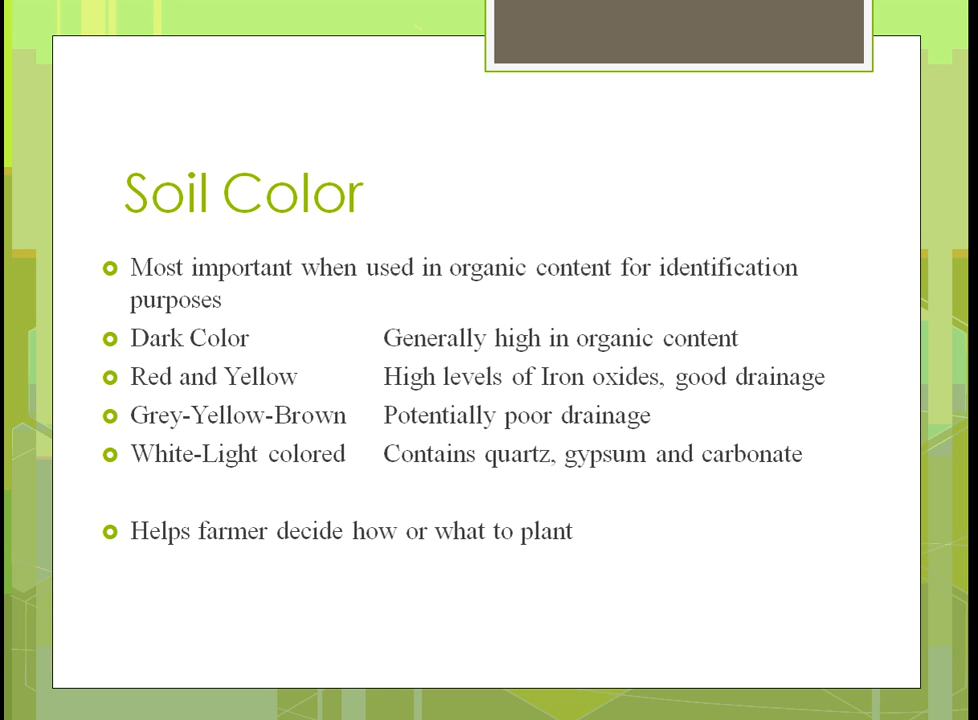 Soil Color
Most important when used in organic content for identification
purposes
Dark Color Generally high in organic content
Red and Yellow High levels of Iron oxides, good drainage
Grey-Yellow-Brown Potentially poor drainage
White-Light colored Contains quartz, gypsum and carbonate
Helps farmer decide how or what to plant